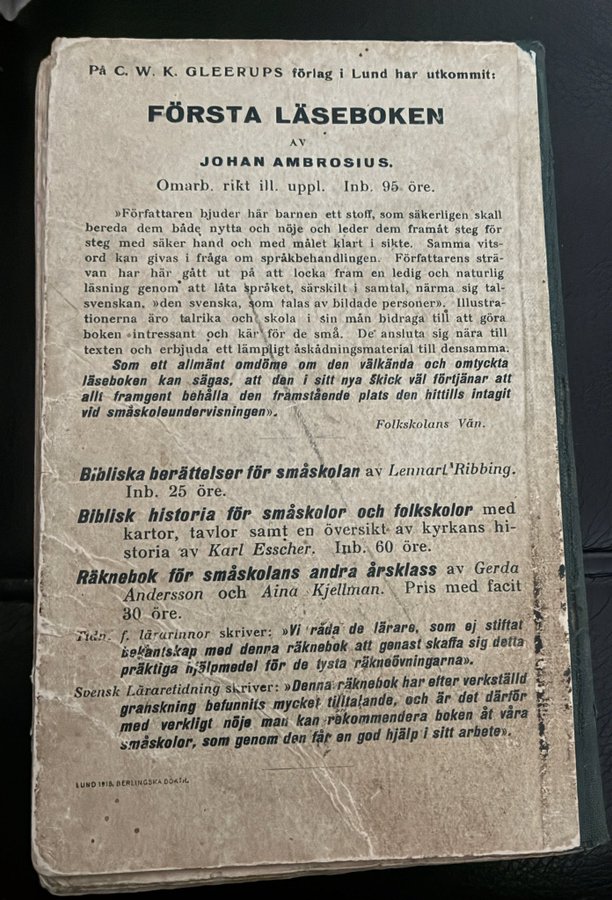 På C. W. K. GLEERUPS förlag i Lund har utkommit:
FÖRSTA LÄSEBOKEN
AV
JOHAN AMBROSIUS.
Omarb. rikt ill. uppl. Inb. 95 öre.
»Författaren bjuder här barnen ett stoff, som säkerligen skall
bereda dem både nytta och nöje och leder dem framåt steg för
steg med säker hand och med målet klart i sikte. Samma vits-
ord kan givas i fråga om språkbehandlingen. Författarens strä-
van har här gått ut på att locka fram en ledig och naturlig
läsning genom att låta språket, särskilt i samtal, närma sig tal-
svenskan, »den svenska, som talas av bildade personer». Illustra-
tionerna äro talrika och skola i sin mån bidraga till att göra
boken intressant och kär för de små. De ansluta sig nära till
texten och erbjuda ett lämpligt åskådningsmaterial till densamma.
Som ett allmänt omdöme om den välkända och omtyckta
läseboken kan sägas, att den i sitt nya skick väl förtjänar att
allt framgent behålla den framstående plats den hittills intagit
vid småskoleundervisningen».
Folkskolans Vän.
Bibliska berättelser för småskolan av Lennart Ribbing.
Inb. 25 öre.
Biblisk historia för småskolor och folkskolor med
kartor, tavlor samt en översikt av kyrkans hi-
storia av Karl Esscher. Inb. 60 öre.
Räknebok för småskolans andra årsklass av Gerda
Andersson och Aina Kjellman. Pris med facit
30 öre.
Tidn. f. lärarinnor skriver: »Vi råda de lärare, som ej stiftat
bekantskap med denna räknebok att genast skaffa sig detta
präktiga hjälpmedel för de tysta räkneövningarna».
Svensk Läraretidning skriver: »Denna räknebok har efter verkställd
granskning befunnits mycket tilltalande, och är det därför
med verkligt nöje man kan rekommendera boken åt våra
småskolor, som genom den får en god hjälp i sitt arbete».
LUND 1918, BERLINGSKA BOKTR.